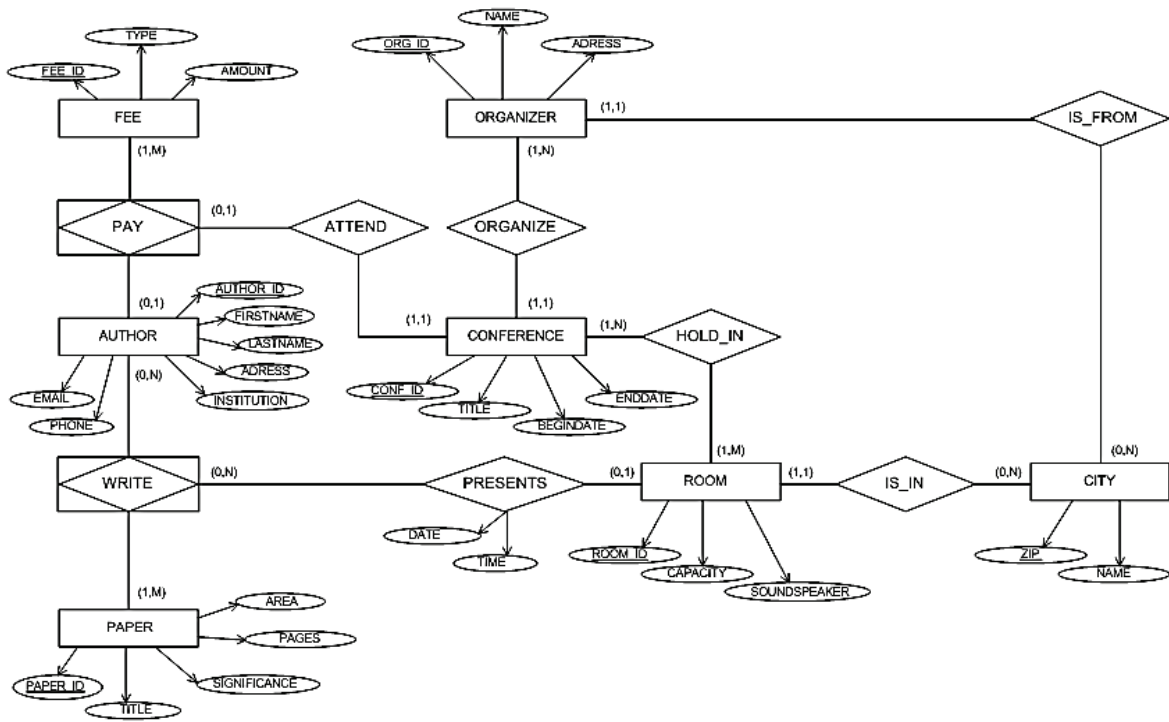 TYPE
FEE_ID
AMOUNT
FEE
(1,M)
NAME
ORG_ID
ADRESS
ORGANIZER
(1,1)
(1,N)
IS_FROM
PAY
(0,1)
ATTEND
ORGANIZE
(0,1)
AUTHOR
(0,N)
AUTHOR_ID
FIRSTNAME
LASTNAME
ADRESS
INSTITUTION
EMAIL
PHONE
(1,1)
(1,1)
CONFERENCE
(1,N)
HOLD_IN
CONF_ID
TITLE
BEGINDATE
ENDDATE
WRITE
(0,N)
PRESENTS
DATE
TIME
(0,1)
(1,M)
ROOM
(1,1)
ROOM_ID
CAPACITY
SOUNDSPEAKER
IS_IN
(0,N)
(0,N)
CITY
ZIP
NAME
(1,M)
PAPER
AREA
PAGES
SIGNIFICANCE
PAPER_ID
TITLE